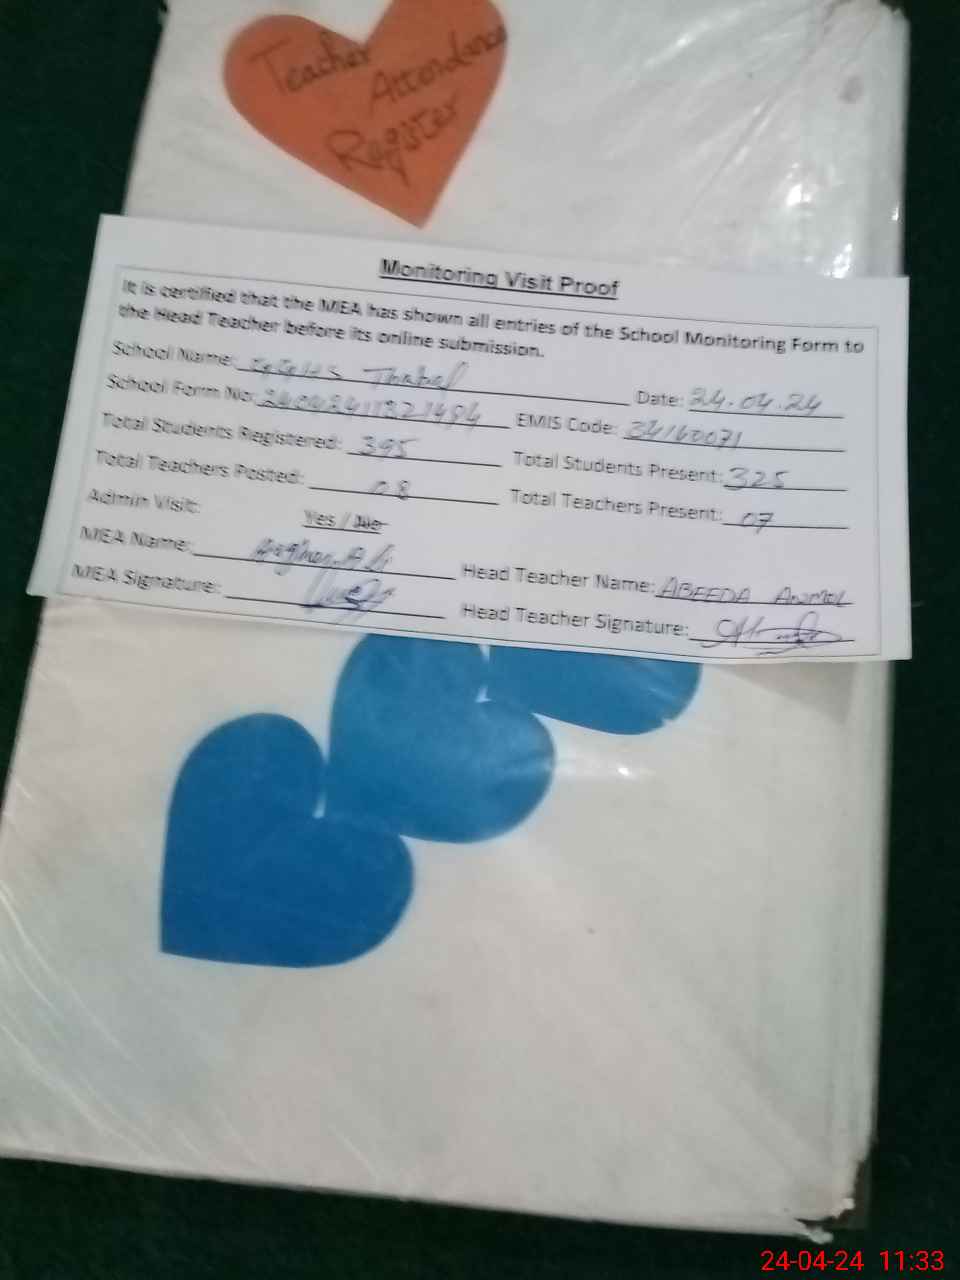 Teacher
Attendance
Register
Monitoring Visit Proof
It is certified that the MEA has shown all entries of the School Monitoring Form to
the Head Teacher before its online submission.
School Name: GGHS Date: 24.04.24
School Form No: EMIS Code: 34160071
Total Students Registered: 395 Total Students Present: 325
Total Teachers Posted: 08 Total Teachers Present: 07
Admin Visit: Yes / No
MEA Name: Head Teacher Name: ABEEDA ANMOL
MEA Signature: Head Teacher Signature:
24-04-24 11:33